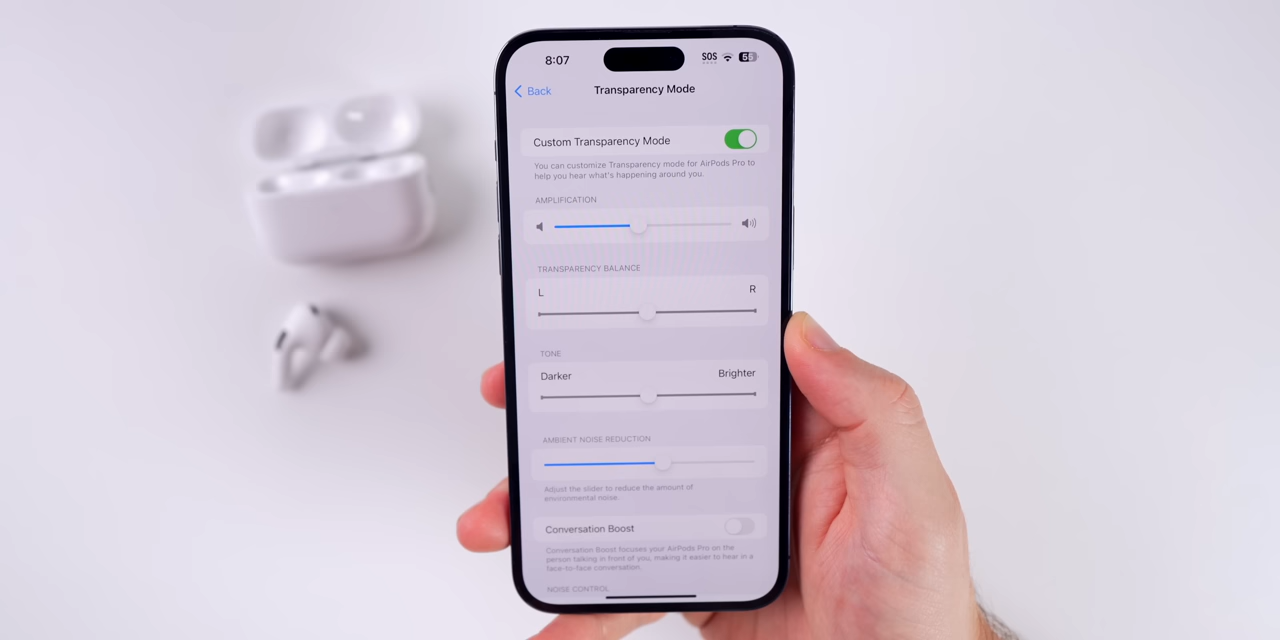 8:07
SOS
55
Back
Transparency Mode
Custom Transparency Mode
You can customize Transparency mode for AirPods Pro to
help you hear what's happening around you.
AMPLIFICATION
TRANSPARENCY BALANCE
L
R
TONE
Darker
Brighter
AMBIENT NOISE REDUCTION
Adjust the slider to reduce the amount of
environmental noise.
Conversation Boost
Conversation Boost focuses your AirPods Pro on the
person talking in front of you, making it easier to hear in a
face-to-face conversation.
NOISE CONTROL